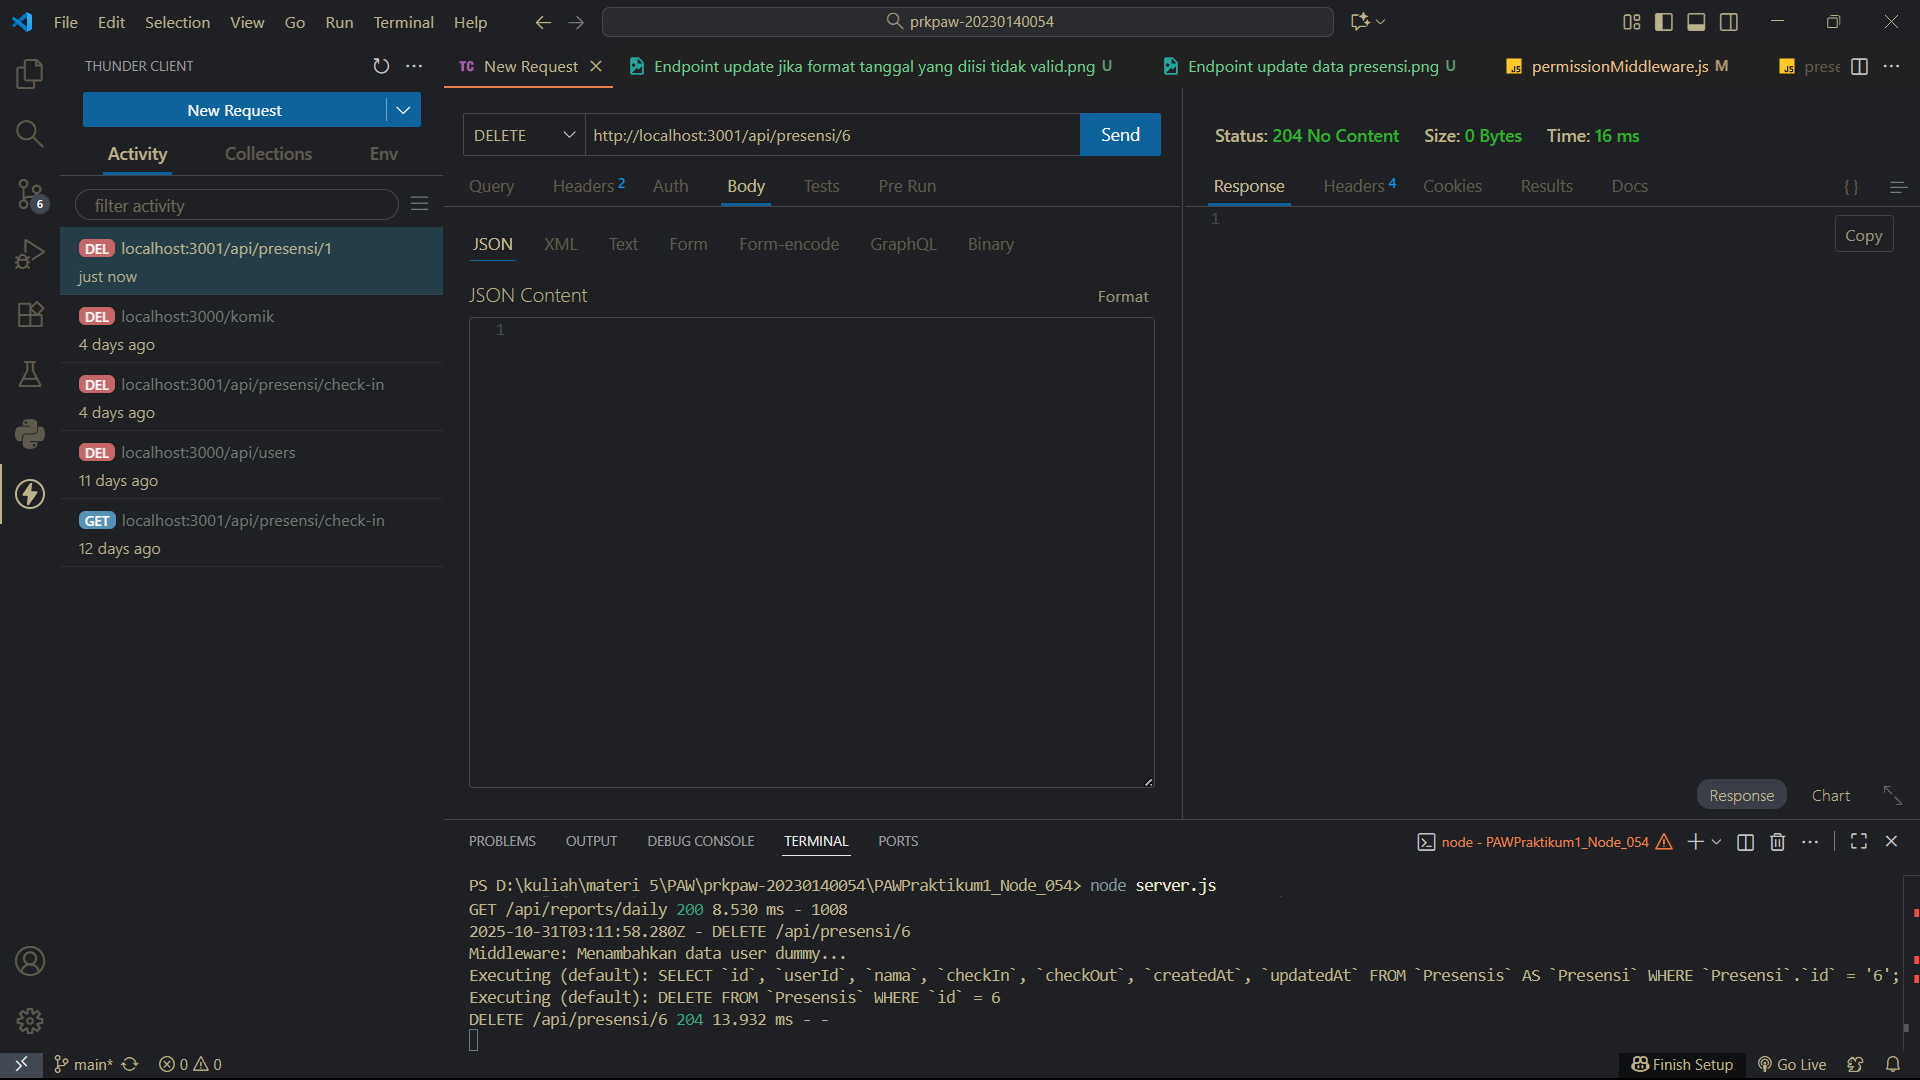 File Edit Selection View Go Run Terminal Help
prkpaw-20230140054
THUNDER CLIENT
New Request
Activity Collections Env
filter activity
DEL localhost:3001/api/presensi/1
just now
DEL localhost:3000/komik
4 days ago
DEL localhost:3001/api/presensi/check-in
4 days ago
DEL localhost:3000/api/users
11 days ago
GET localhost:3001/api/presensi/check-in
12 days ago
6
TC New Request Endpoint update jika format tanggal yang diisi tidak valid.png U Endpoint update data presensi.png U JS permissionMiddleware.js M JS prese
DELETE http://localhost:3001/api/presensi/6 Send
Query Headers 2 Auth Body Tests Pre Run
JSON XML Text Form Form-encode GraphQL Binary
JSON Content Format
1
Status: 204 No Content Size: 0 Bytes Time: 16 ms
Response Headers 4 Cookies Results Docs { }
1
Copy
Response Chart
PROBLEMS OUTPUT DEBUG CONSOLE TERMINAL PORTS
node - PAWPraktikum1_Node_054
PS D:\kuliah\materi 5\PAW\prkpaw-20230140054\PAWPraktikum1_Node_054> node server.js
GET /api/reports/daily 200 8.530 ms - 1008
2025-10-31T03:11:58.280Z - DELETE /api/presensi/6
Middleware: Menambahkan data user dummy...
Executing (default): SELECT `id`, `userId`, `nama`, `checkIn`, `checkOut`, `createdAt`, `updatedAt` FROM `Presensis` AS `Presensi` WHERE `Presensi`.`id` = '6';
Executing (default): DELETE FROM `Presensis` WHERE `id` = 6
DELETE /api/presensi/6 204 13.932 ms - -
main* 0 0 Finish Setup Go Live